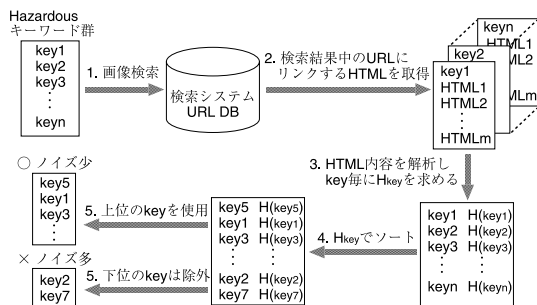 Hazardous
キーワード群
key1
key2
key3
⋮
keyn
1. 画像検索
検索システム
URL DB
2. 検索結果中のURLに
リンクするHTMLを取得
keyn
HTML1
key2
key1
HTML1
HTML2
⋮
HTMLm
3. HTML内容を解析し
key毎にHkeyを求める
key1 H(key1)
key2 H(key2)
key3 H(key3)
⋮ ⋮
keyn H(keyn)
4. Hkeyでソート
key5 H(key5)
key1 H(key1)
key3 H(key3)
⋮ ⋮
key2 H(key2)
key7 H(key7)
5. 上位のkeyを使用
○ ノイズ少
key5
key1
key3
⋮
5. 下位のkeyは除外
× ノイズ多
key2
key7